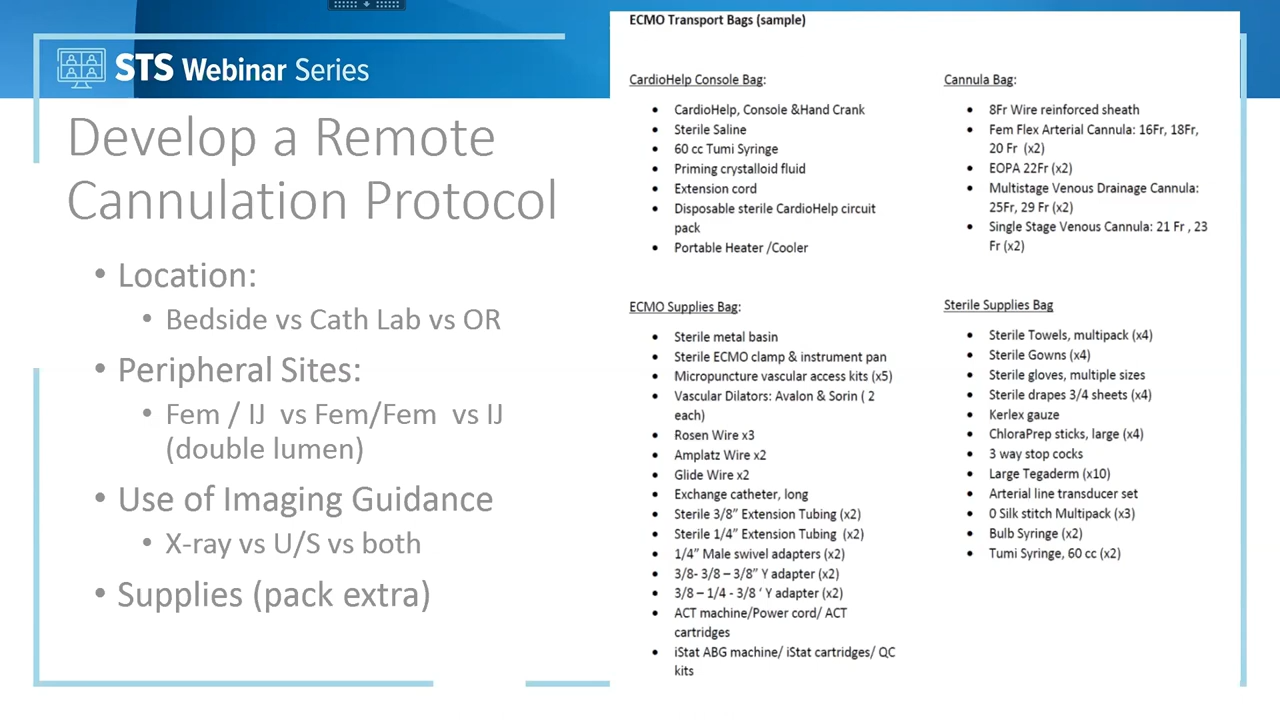 STS Webinar Series
Develop a Remote
Cannulation Protocol
• Location:
• Bedside vs Cath Lab vs OR
• Peripheral Sites:
• Fem / IJ vs Fem/Fem vs IJ
(double lumen)
• Use of Imaging Guidance
• X-ray vs U/S vs both
• Supplies (pack extra)
ECMO Transport Bags (sample)
CardioHelp Console Bag:
• CardioHelp, Console &Hand Crank
• Sterile Saline
• 60 cc Tumi Syringe
• Priming crystalloid fluid
• Extension cord
• Disposable sterile CardioHelp circuit
pack
• Portable Heater /Cooler
Cannula Bag:
• 8Fr Wire reinforced sheath
• Fem Flex Arterial Cannula: 16Fr, 18Fr,
20 Fr (x2)
• EOPA 22Fr (x2)
• Multistage Venous Drainage Cannula:
25Fr, 29 Fr (x2)
• Single Stage Venous Cannula: 21 Fr , 23
Fr (x2)
ECMO Supplies Bag:
• Sterile metal basin
• Sterile ECMO clamp & instrument pan
• Micropuncture vascular access kits (x5)
• Vascular Dilators: Avalon & Sorin ( 2
each)
• Rosen Wire x3
• Amplatz Wire x2
• Glide Wire x2
• Exchange catheter, long
• Sterile 3/8” Extension Tubing (x2)
• Sterile 1/4” Extension Tubing (x2)
• 1/4” Male swivel adapters (x2)
• 3/8- 3/8 – 3/8” Y adapter (x2)
• 3/8 – 1/4 - 3/8 ‘ Y adapter (x2)
• ACT machine/Power cord/ ACT
cartridges
• iStat ABG machine/ iStat cartridges/ QC
kits
Sterile Supplies Bag
• Sterile Towels, multipack (x4)
• Sterile Gowns (x4)
• Sterile gloves, multiple sizes
• Sterile drapes 3/4 sheets (x4)
• Kerlex gauze
• ChloraPrep sticks, large (x4)
• 3 way stop cocks
• Large Tegaderm (x10)
• Arterial line transducer set
• 0 Silk stitch Multipack (x3)
• Bulb Syringe (x2)
• Tumi Syringe, 60 cc (x2)